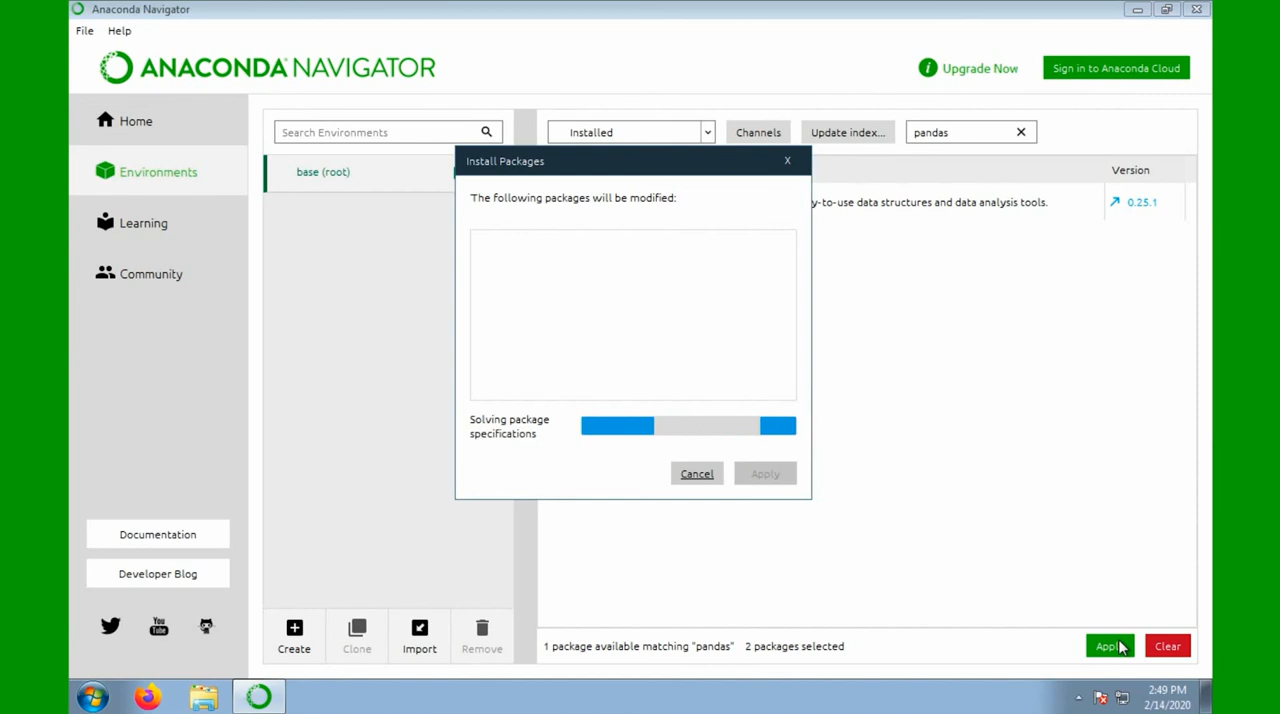 Anaconda Navigator
File Help
ANACONDA NAVIGATOR
Upgrade Now
Sign in to Anaconda Cloud
Home
Environments
Learning
Community
Documentation
Developer Blog
You Tube
Search Environments
base (root)
Create
Clone
Import
Remove
Installed
Channels
Update index...
pandas
X
Version
y-to-use data structures and data analysis tools.
0.25.1
Install Packages
X
The following packages will be modified:
Solving package
specifications
Cancel
Apply
1 package available matching "pandas" 2 packages selected
Apply
Clear
2:49 PM
2/14/2020